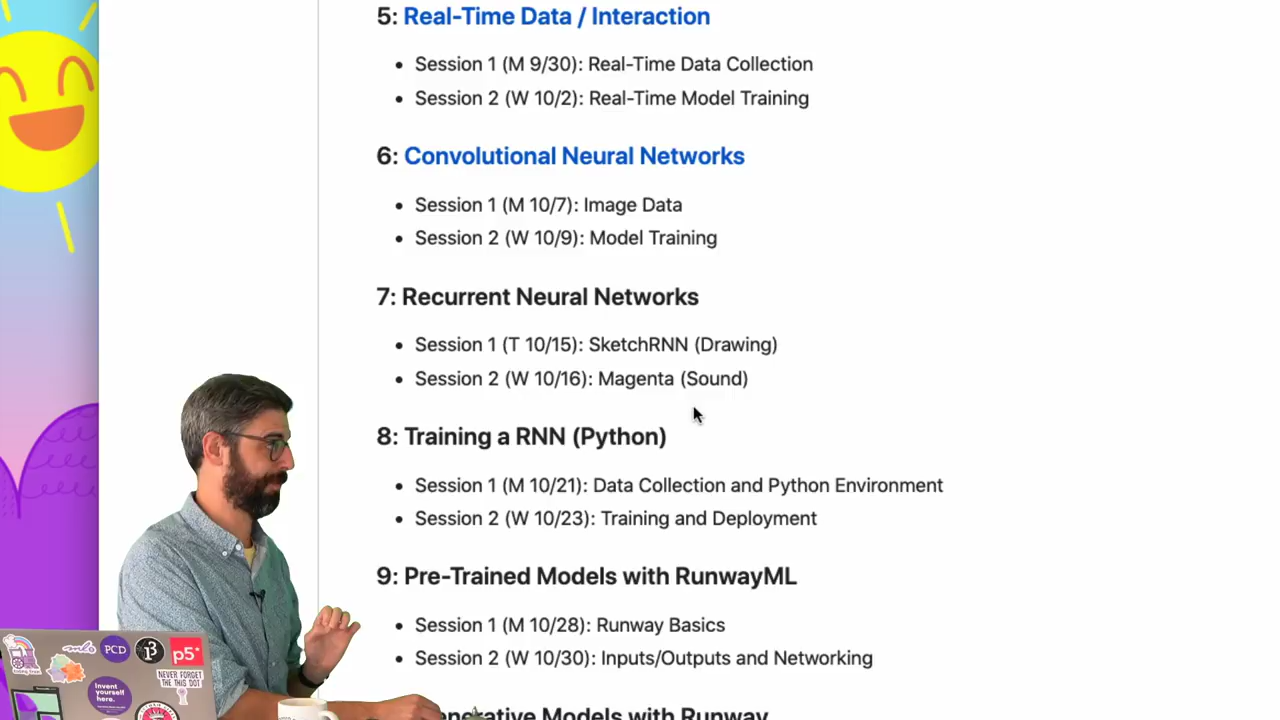 5: Real-Time Data / Interaction
• Session 1 (M 9/30): Real-Time Data Collection
• Session 2 (W 10/2): Real-Time Model Training
6: Convolutional Neural Networks
• Session 1 (M 10/7): Image Data
• Session 2 (W 10/9): Model Training
7: Recurrent Neural Networks
• Session 1 (T 10/15): SketchRNN (Drawing)
• Session 2 (W 10/16): Magenta (Sound)
8: Training a RNN (Python)
• Session 1 (M 10/21): Data Collection and Python Environment
• Session 2 (W 10/23): Training and Deployment
9: Pre-Trained Models with RunwayML
• Session 1 (M 10/28): Runway Basics
• Session 2 (W 10/30): Inputs/Outputs and Networking
Models with Runway
PCD
p5*
NEVER FORGET
THE THIS DOT
Invent
yourself
here.